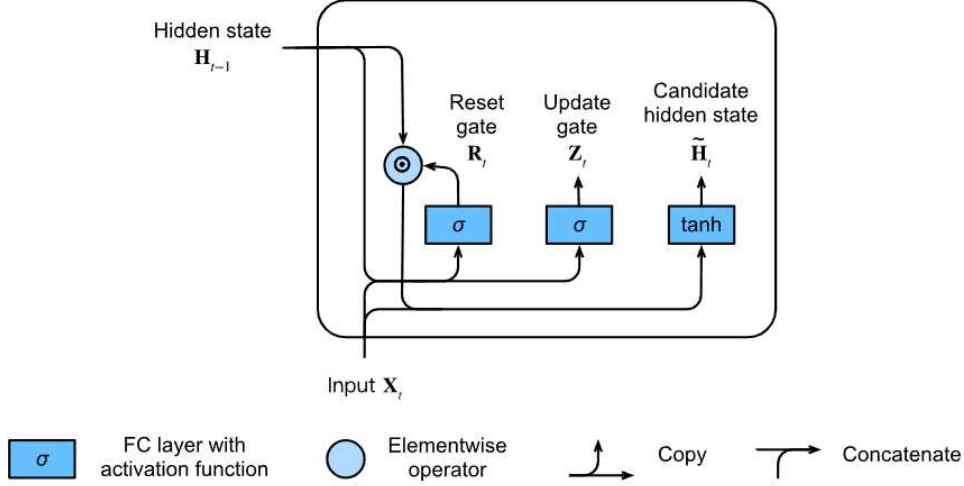 Hidden state
H_{t-1}
Reset gate
R_t
Update gate
Z_t
Candidate hidden state
H̃_t
⊙
σ
σ
tanh
Input X_t
σ
FC layer with
activation function
Elementwise
operator
Copy
Concatenate